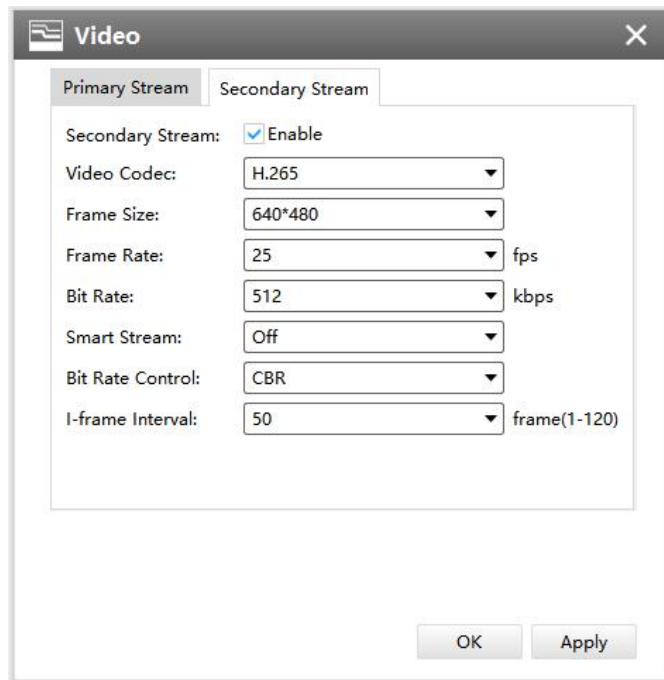 Video
Primary Stream Secondary Stream
Secondary Stream: Enable
Video Codec: H.265
Frame Size: 640*480
Frame Rate: 25 fps
Bit Rate: 512 kbps
Smart Stream: Off
Bit Rate Control: CBR
I-frame Interval: 50 frame(1-120)
OK Apply